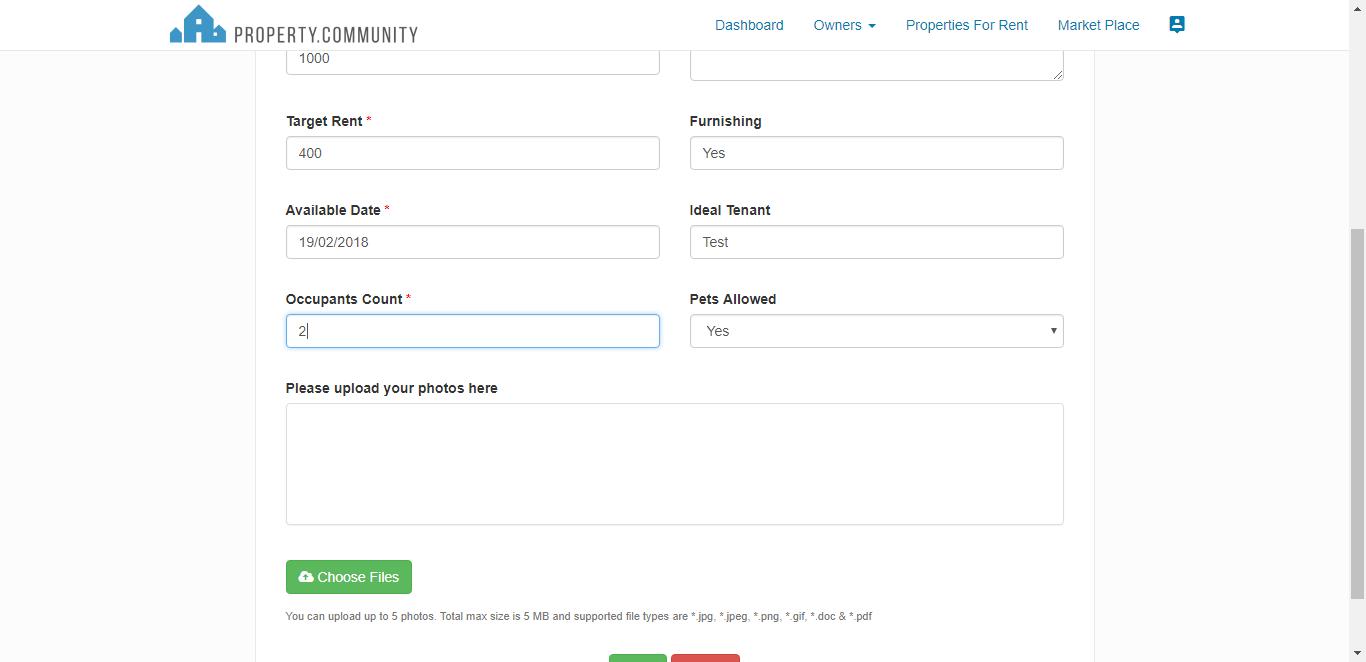 PROPERTY.COMMUNITY
Dashboard
Owners
Properties For Rent
Market Place
1000
Target Rent *
Furnishing
400
Yes
Available Date *
Ideal Tenant
19/02/2018
Test
Occupants Count *
Pets Allowed
2
Yes
Please upload your photos here
Choose Files
You can upload up to 5 photos. Total max size is 5 MB and supported file types are *.jpg, *.jpeg, *.png, *.gif, *.doc & *.pdf